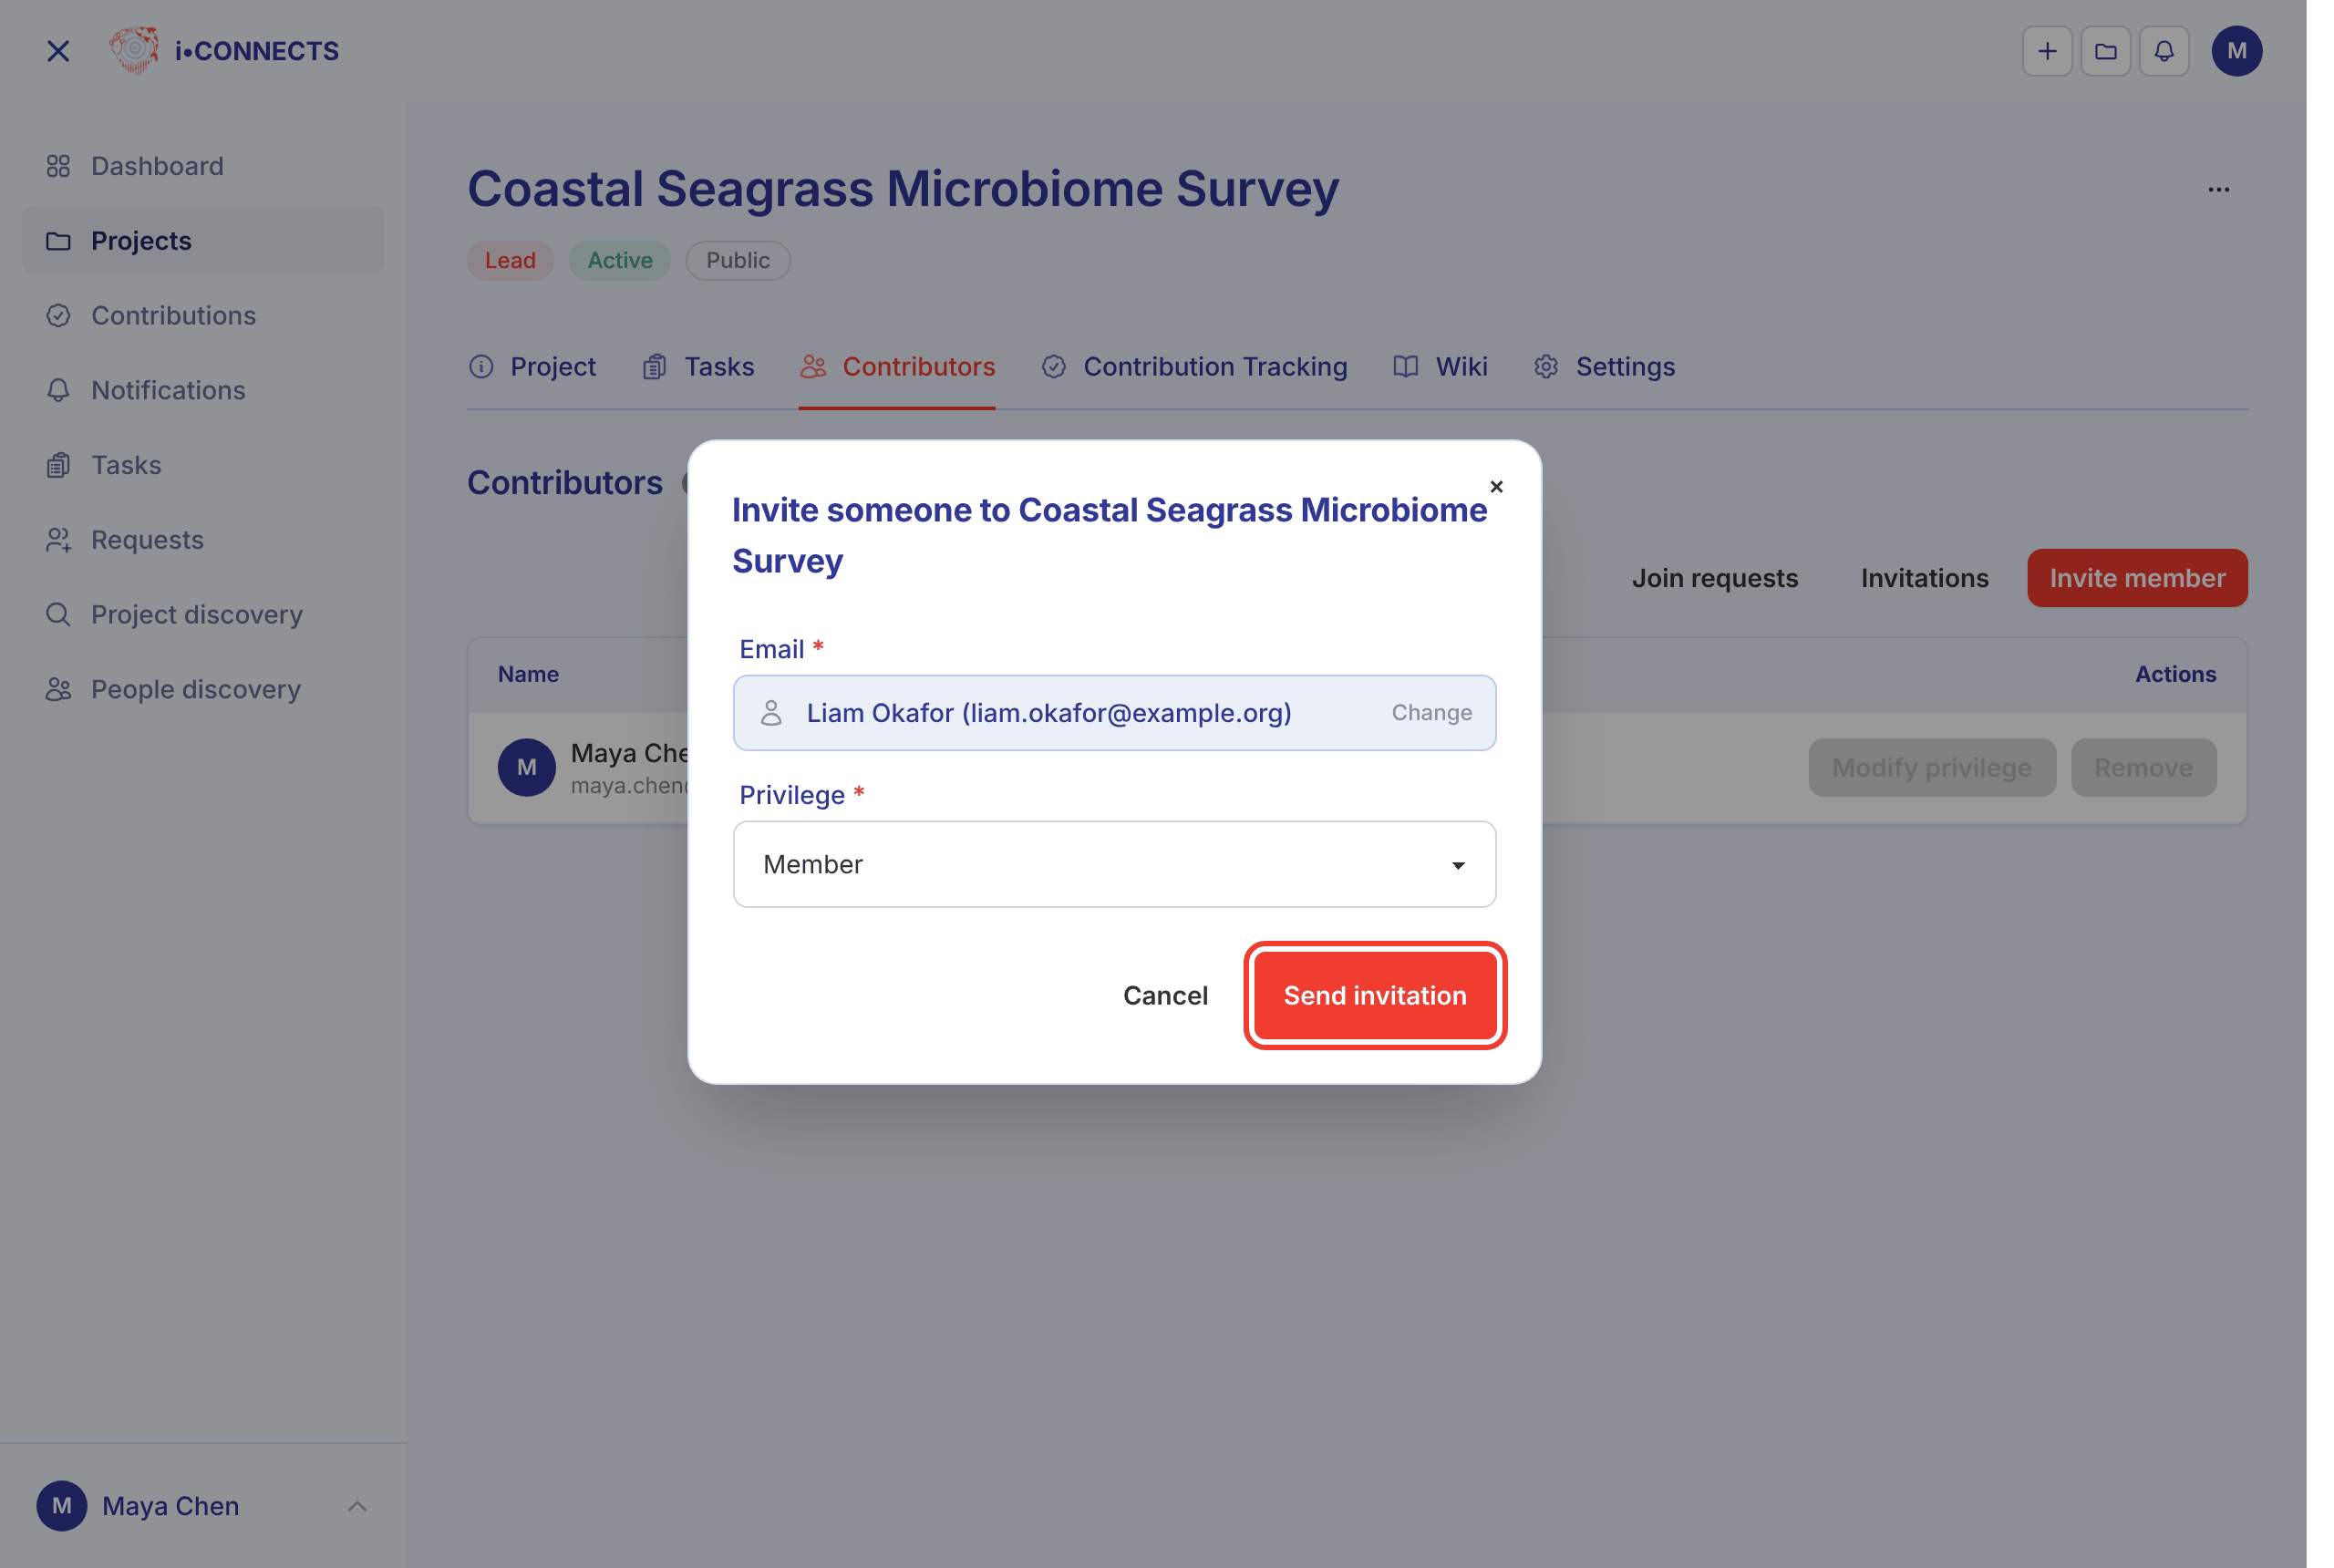 i•CONNECTS
M
Dashboard
Projects
Contributions
Notifications
Tasks
Requests
Project discovery
People discovery
M Maya Chen
Coastal Seagrass Microbiome Survey
Lead Active Public
Project Tasks Contributors Contribution Tracking Wiki Settings
Contributors
Join requests Invitations Invite member
Name Actions
M Maya Che
maya.chen
Modify privilege Remove
Invite someone to Coastal Seagrass Microbiome
Survey
Email *
Liam Okafor (liam.okafor@example.org) Change
Privilege *
Member
Cancel Send invitation